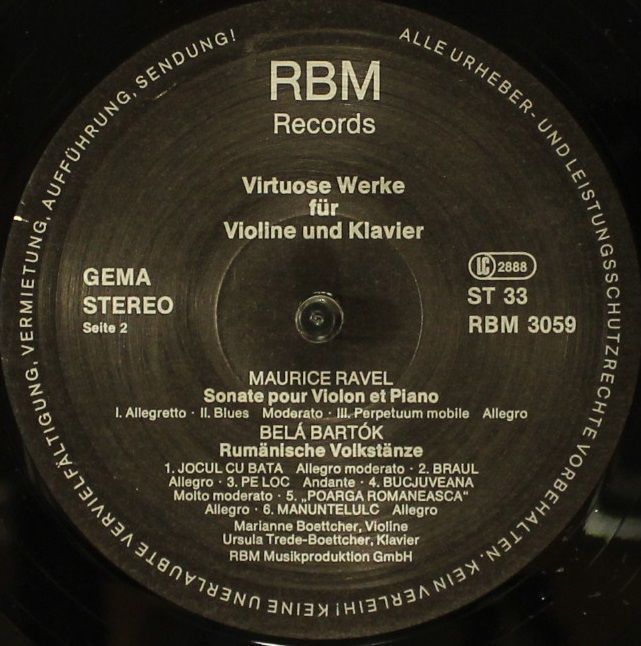 ALLE URHEBER- UND LEISTUNGSSCHUTZRECHTE VORBEHALTEN. KEIN VERLEIH! KEINE UNERLAUBTE VERVIELFÄLTIGUNG, VERMIETUNG, AUFFÜHRUNG, SENDUNG!
RBM
Records
Virtuose Werke
für
Violine und Klavier
GEMA
STEREO
Seite 2
LC 2888
ST 33
RBM 3059
MAURICE RAVEL
Sonate pour Violon et Piano
I. Allegretto · II. Blues Moderato · III. Perpetuum mobile Allegro
BELÁ BARTÓK
Rumänische Volkstänze
1. JOCUL CU BATA Allegro moderato · 2. BRAUL
Allegro · 3. PE LOC Andante · 4. BUCJUVEANA
Molto moderato · 5. „POARGA ROMANEASCA“
Allegro · 6. MANUNTELULC Allegro
Marianne Boettcher, Violine
Ursula Trede-Boettcher, Klavier
RBM Musikproduktion GmbH